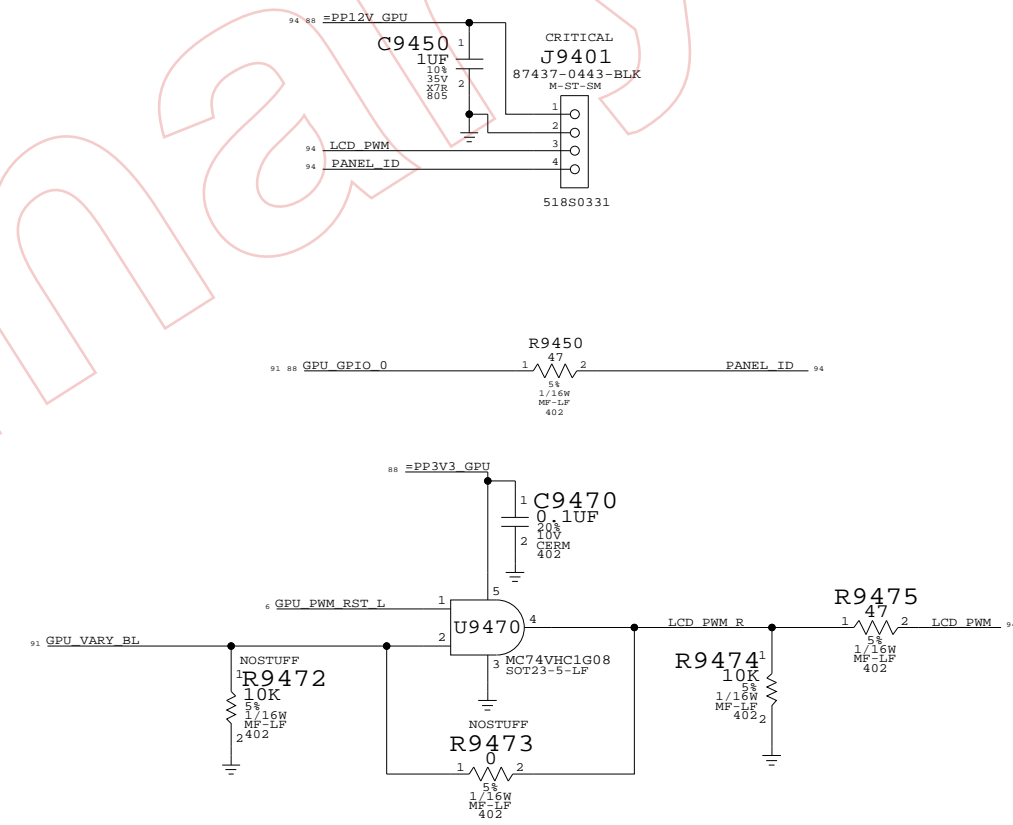 94 88 =PP12V_GPU
C9450
1
1UF
10%
35V
X7R
805
2
CRITICAL
J9401
87437-0443-BLK
M-ST-SM
1
2
3
4
94 LCD_PWM
94 PANEL_ID
518S0331
R9450
47
91 88 GPU_GPIO_0
1
2
PANEL_ID 94
5%
1/16W
MF-LF
402
88 =PP3V3_GPU
1
C9470
0.1UF
20%
10V
CERM
402
2
5
6 GPU_PWM_RST_L
1
91 GPU_VARY_BL
2
U9470
4
3
MC74VHC1G08
SOT23-5-LF
LCD_PWM_R
R9475
47
1
2
LCD_PWM
5%
1/16W
MF-LF
402
NOSTUFF
1
R9472
10K
5%
1/16W
MF-LF
402
2
R9474
1
10K
5%
1/16W
MF-LF
402
2
NOSTUFF
R9473
0
1
2
5%
1/16W
MF-LF
402